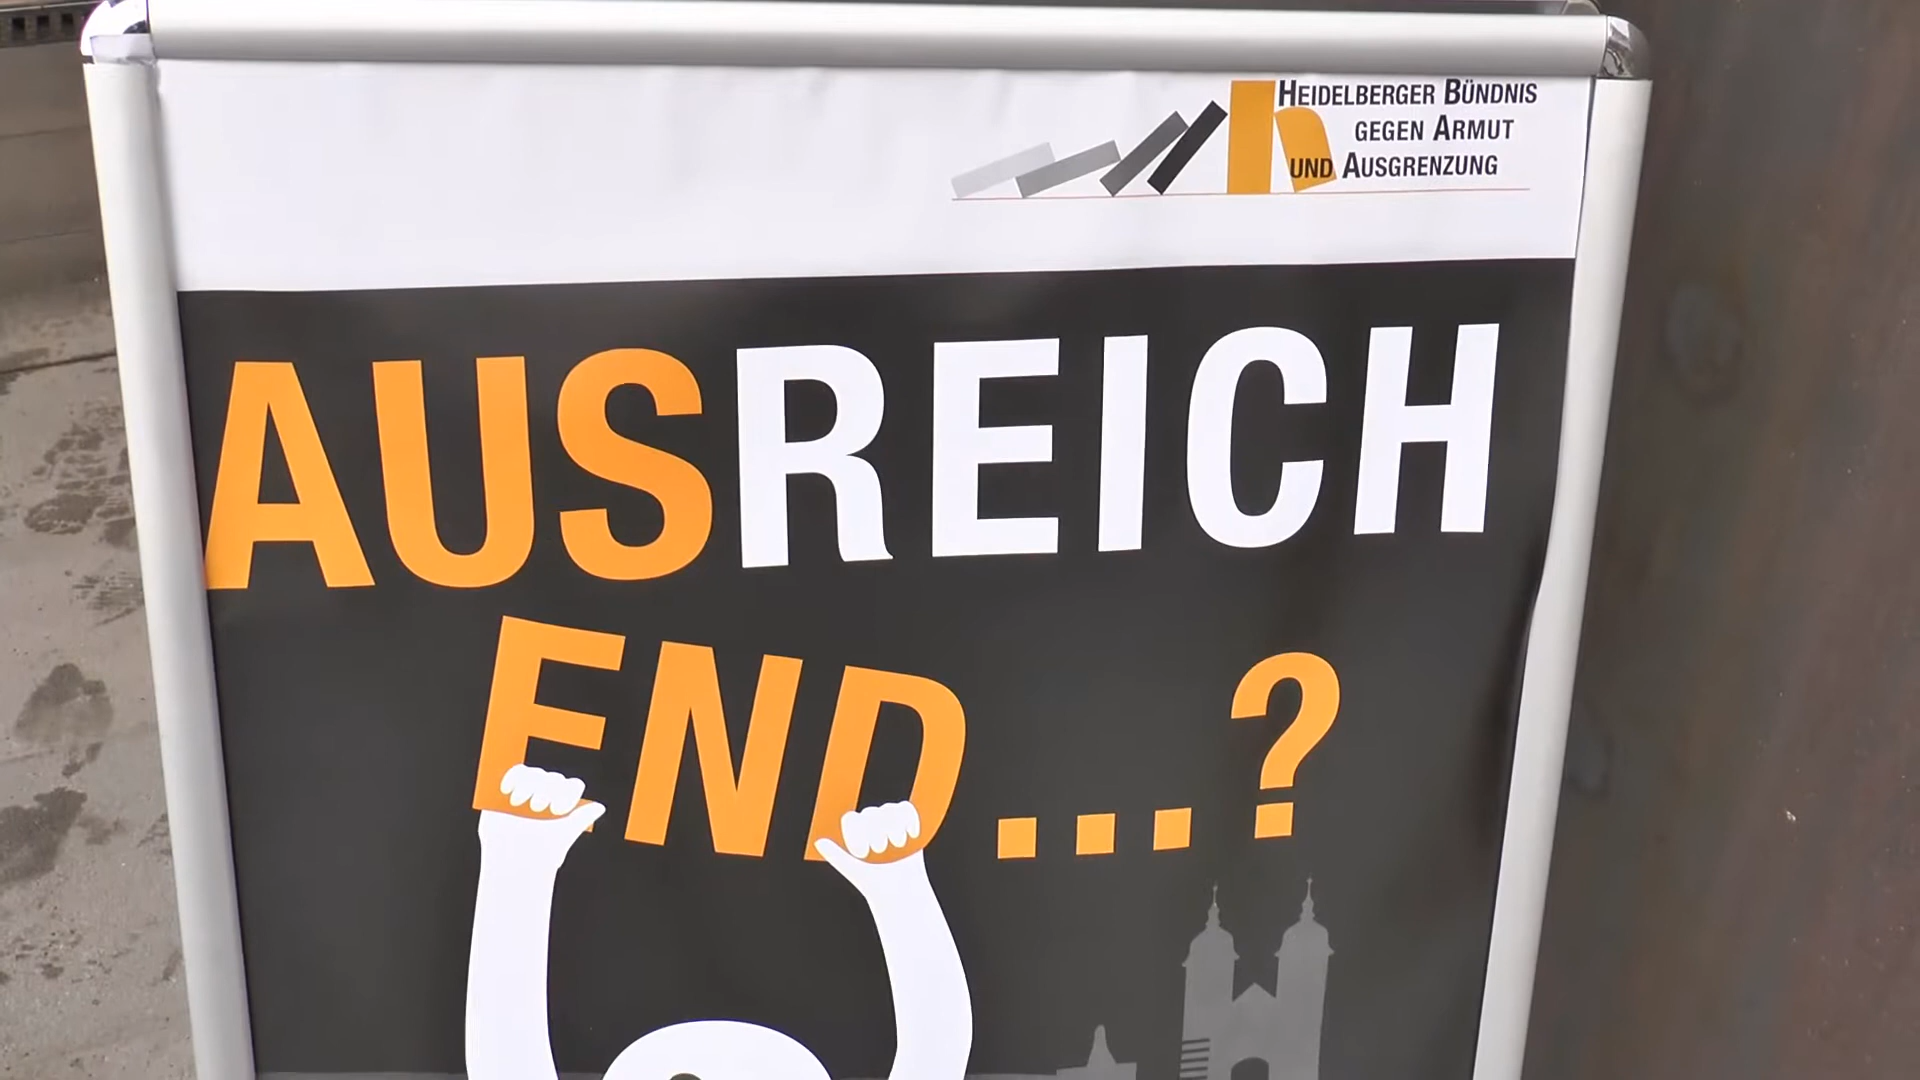 HEIDELBERGER BÜNDNIS
GEGEN ARMUT
UND AUSGRENZUNG
AUSREICH
END...?